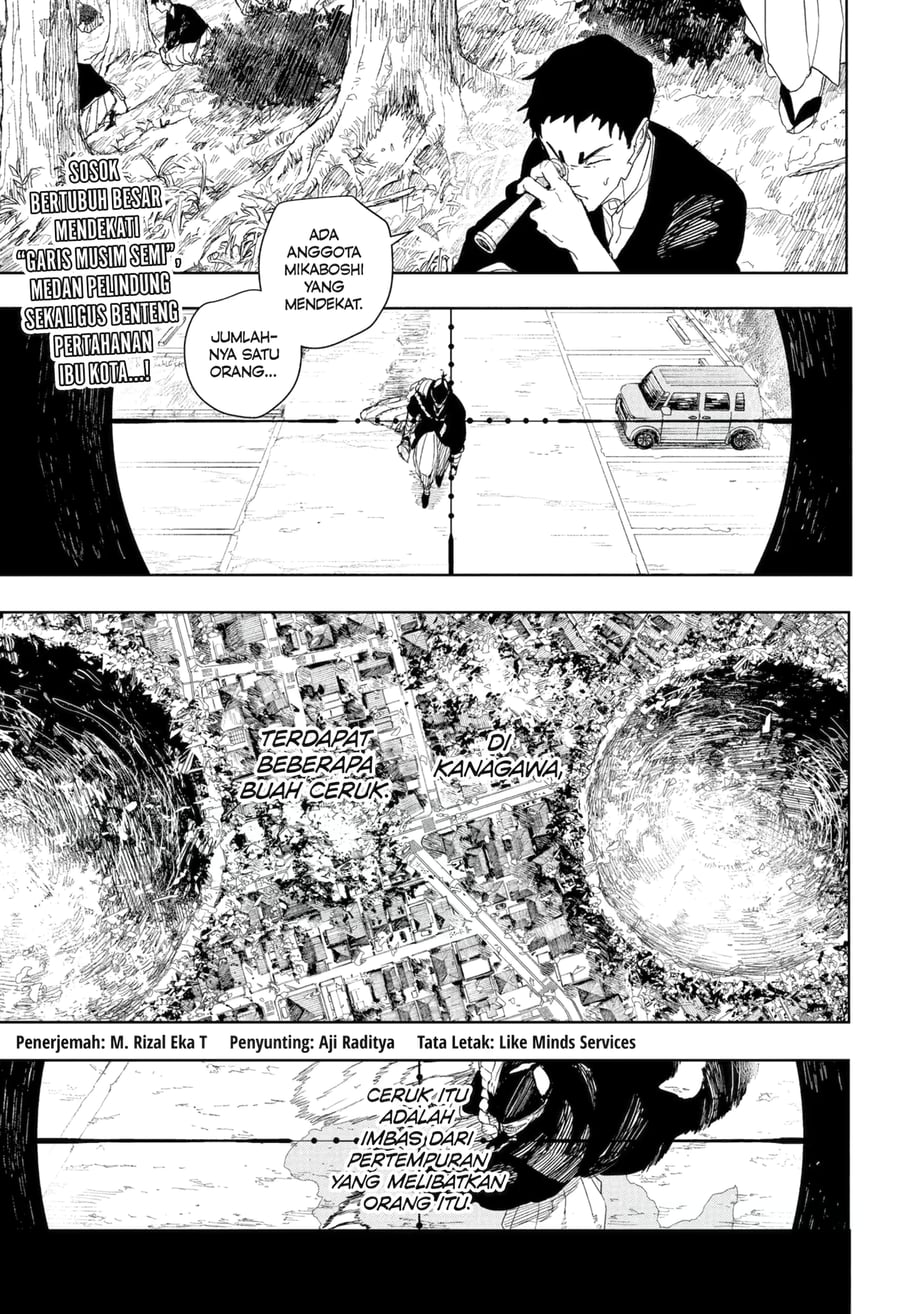 ADA
ANGGOTA
MIKABOSHI
YANG
MENDEKAT.
JUMLAH-
NYA SATU
ORANG...
SOSOK
BERTUBUH BESAR
MENDEKATI
“GARIS MUSIM SEMI”,
MEDAN PELINDUNG
SEKALIGUS BENTENG
PERTAHANAN
IBU KOTA...!
DI
KANAGAWA,
TERDAPAT
BEBERAPA
BUAH CERUK.
Penerjemah: M. Rizal Eka T Penyunting: Aji Raditya Tata Letak: Like Minds Services
CERUK ITU
ADALAH
IMBAS DARI
PERTEMPURAN
YANG MELIBATKAN
ORANG ITU.